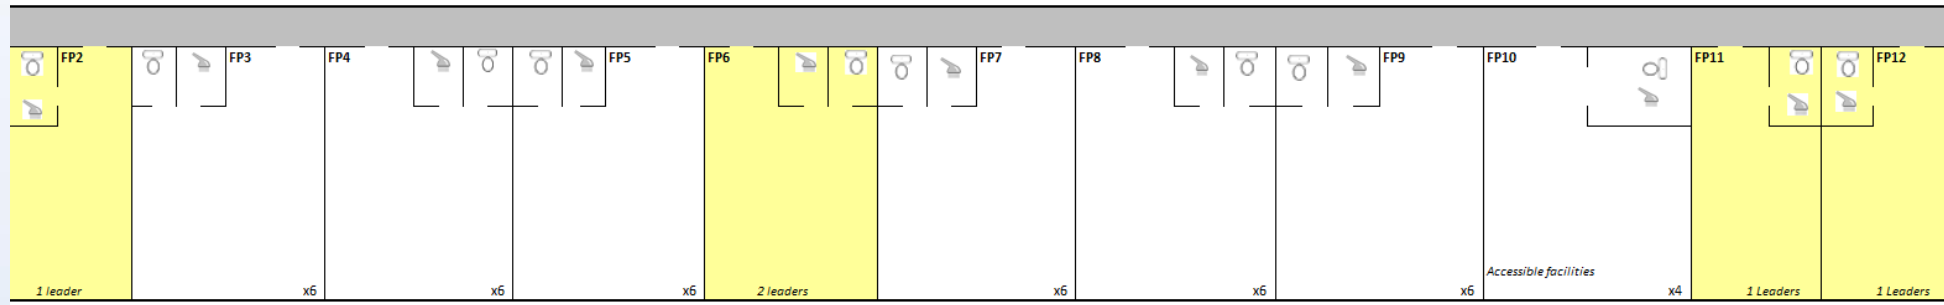 FP2
FP3
FP4
FP5
FP6
FP7
FP8
FP9
FP10
FP11
FP12
Accessible facilities
1 leader
x6
x6
x6
2 leaders
x6
x6
x6
x4
1 Leaders
1 Leaders